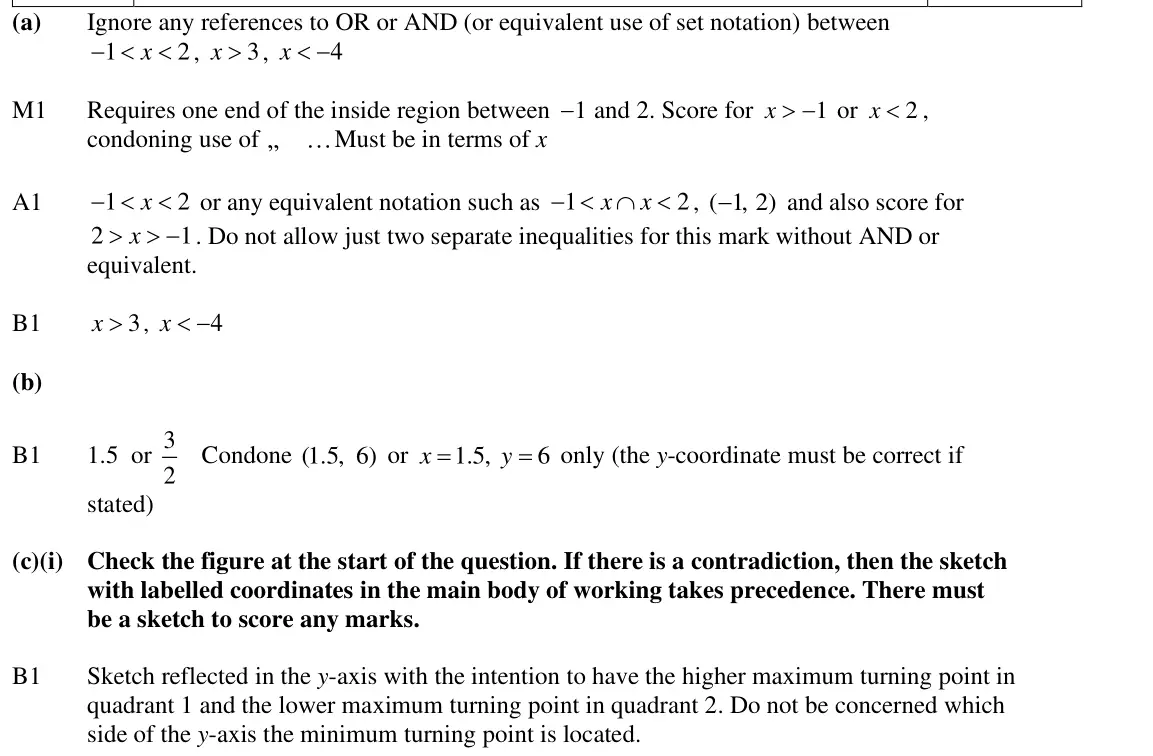 (a) Ignore any references to OR or AND (or equivalent use of set notation) between
−1 < x < 2, x > 3, x < −4
M1 Requires one end of the inside region between −1 and 2. Score for x > −1 or x < 2,
condoning use of „ …Must be in terms of x
A1 −1 < x < 2 or any equivalent notation such as −1 < x ∩ x < 2, (−1, 2) and also score for
2 > x > −1. Do not allow just two separate inequalities for this mark without AND or
equivalent.
B1 x > 3, x < −4
(b)
B1 1.5 or 3/2 Condone (1.5, 6) or x = 1.5, y = 6 only (the y-coordinate must be correct if
stated)
(c)(i) Check the figure at the start of the question. If there is a contradiction, then the sketch
with labelled coordinates in the main body of working takes precedence. There must
be a sketch to score any marks.
B1 Sketch reflected in the y-axis with the intention to have the higher maximum turning point in
quadrant 1 and the lower maximum turning point in quadrant 2. Do not be concerned which
side of the y-axis the minimum turning point is located.